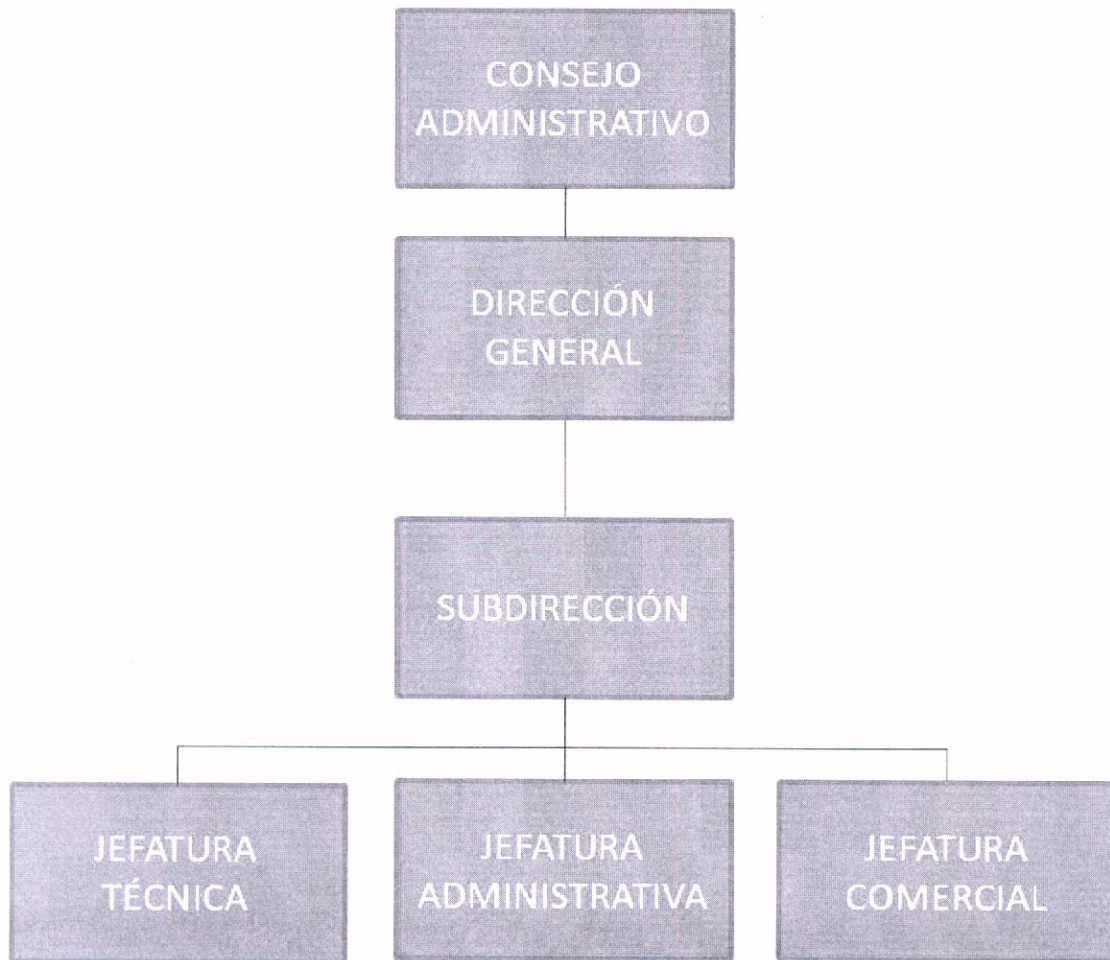 CONSEJO
ADMINISTRATIVO
DIRECCIÓN
GENERAL
SUBDIRECCIÓN
JEFATURA
TÉCNICA
JEFATURA
ADMINISTRATIVA
JEFATURA
COMERCIAL